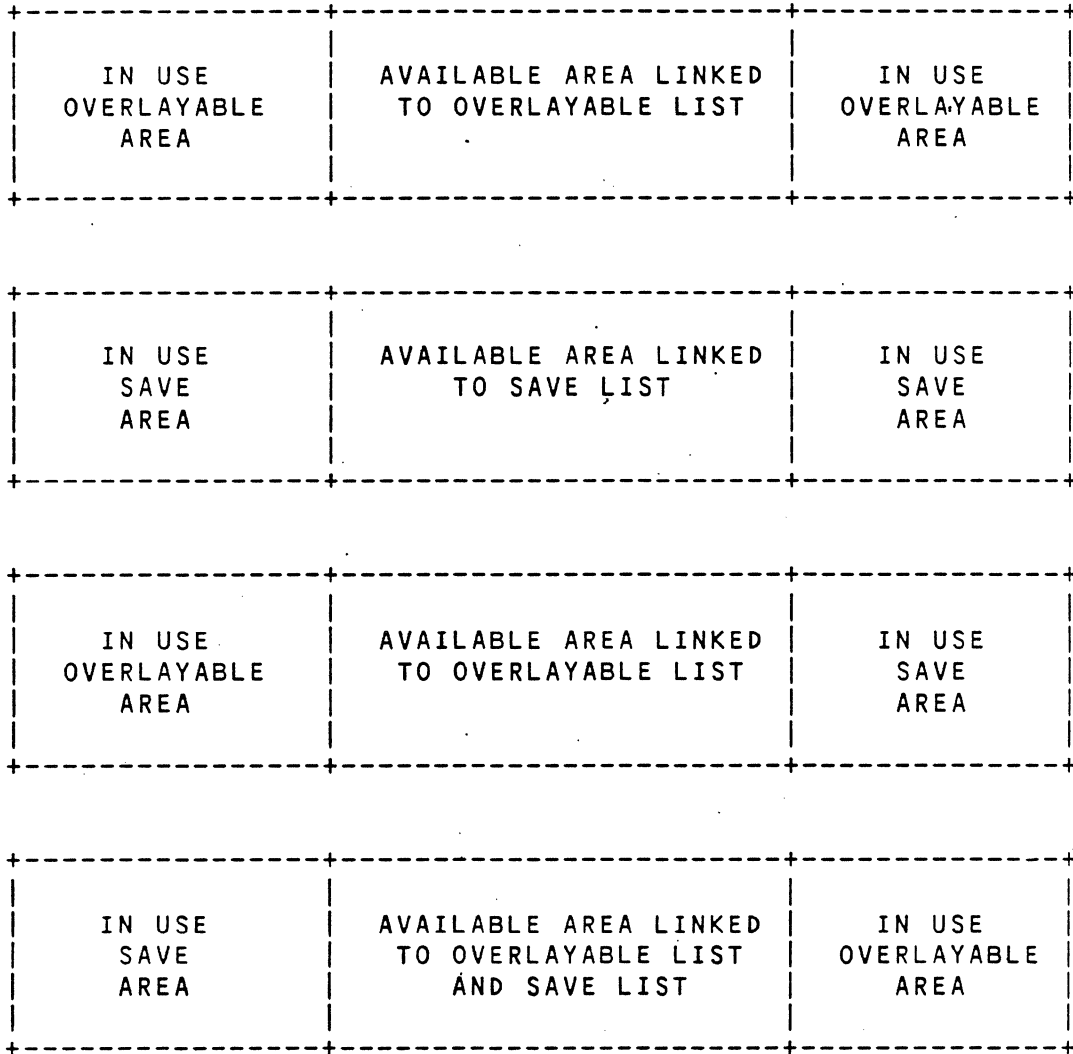 IN USE OVERLAYABLE AREA
AVAILABLE AREA LINKED TO OVERLAYABLE LIST
IN USE OVERLAYABLE AREA
IN USE SAVE AREA
AVAILABLE AREA LINKED TO SAVE LIST
IN USE SAVE AREA
IN USE OVERLAYABLE AREA
AVAILABLE AREA LINKED TO OVERLAYABLE LIST
IN USE SAVE AREA
IN USE SAVE AREA
AVAILABLE AREA LINKED TO OVERLAYABLE LIST AND SAVE LIST
IN USE OVERLAYABLE AREA